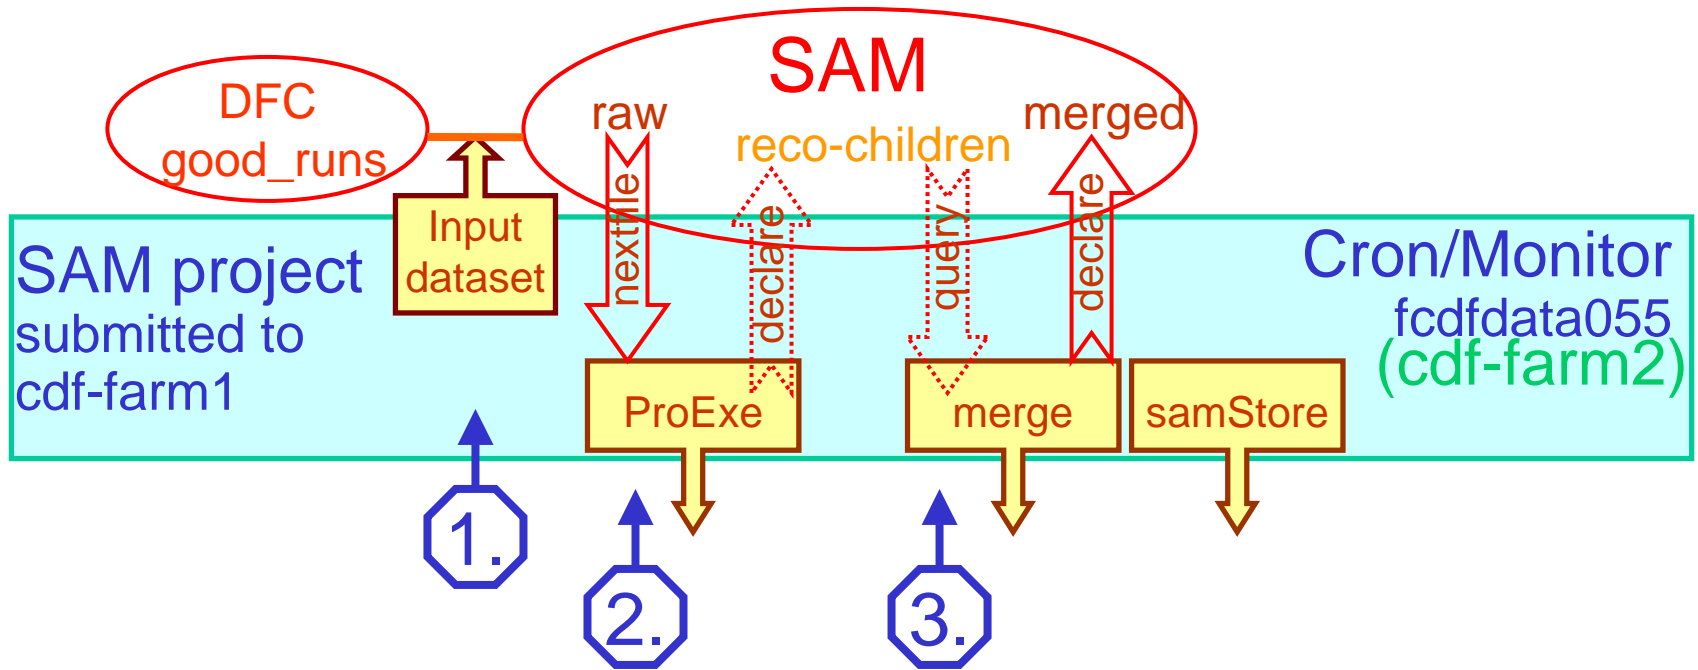 SAM
DFC
good_runs
raw
reco-children
merged
nextfile
declare
query
declare
Input
dataset
SAM project
submitted to
cdf-farm1
Cron/Monitor
fcdfdata055
(cdf-farm2)
ProExe
merge
samStore
1.
2.
3.